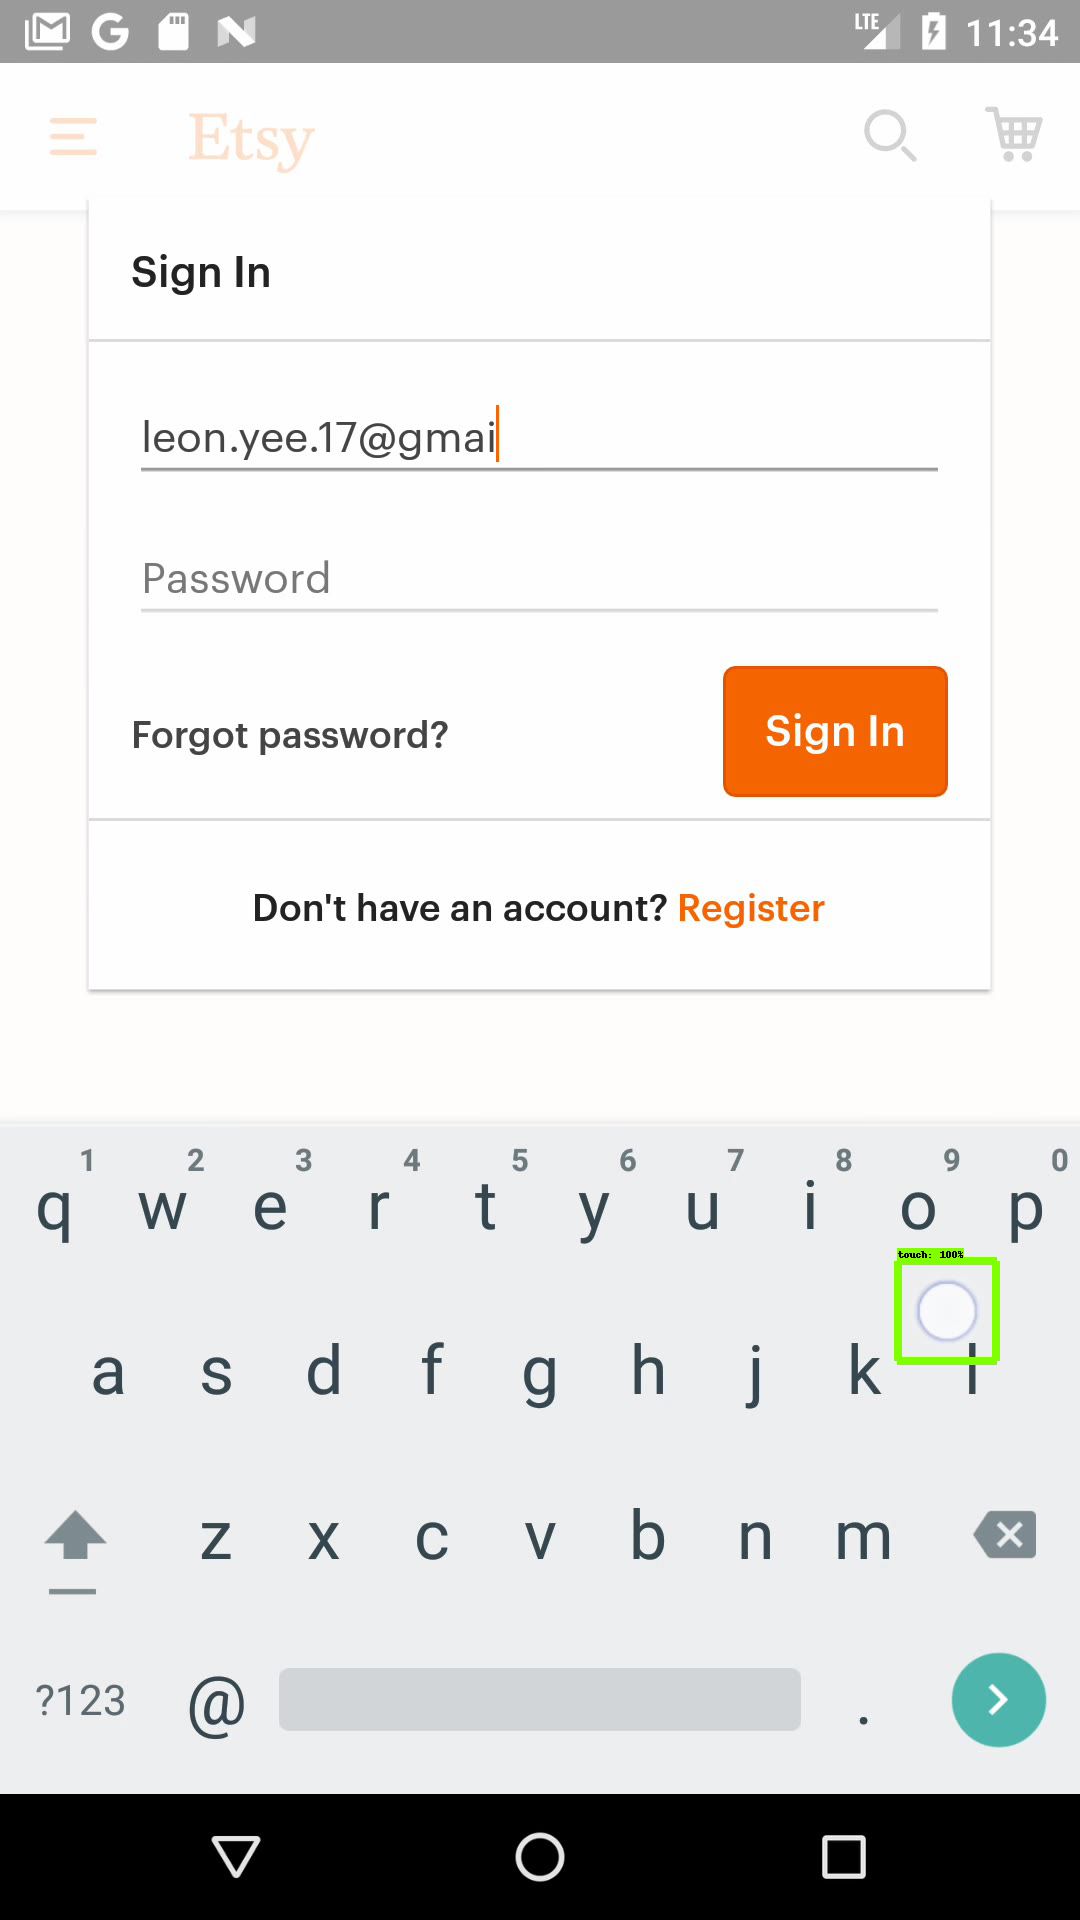 LTE 11:34
Etsy
Sign In
leon.yee.17@gmai
Password
Forgot password?
Sign In
Don't have an account? Register
1 2 3 4 5 6 7 8 9 0
q w e r t y u i o p
touch: 100%
a s d f g h j k l
z x c v b n m
?123 @ .